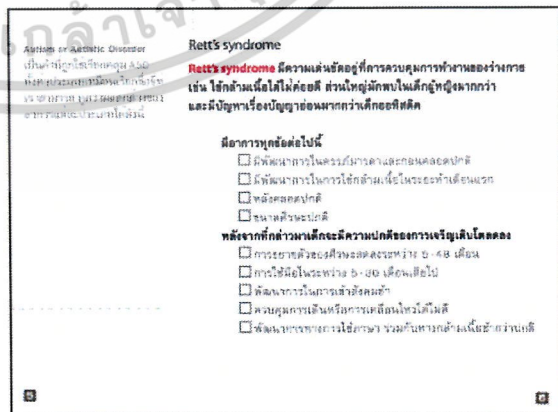 Autism or Autistic Disorder
Rett's syndrome
Rett's syndrome มีความเด่นชัดอยู่ที่การควบคุมการทำงานของร่างกาย
เช่น ใช้กล้ามเนื้อใส่ไม่ค่อยดี ส่วนใหญ่มักพบในเด็กผู้หญิงมากกว่า
และมีปัญหาเรื่องปัญญาอ่อนมากกว่าเด็กออทิสติค
มีอาการทุกข้อต่อไปนี้
มีพัฒนาการในครรภ์มารดาและก่อนคลอดปกติ
มีพัฒนาการในการใช้กล้ามเนื้อในระยะห้าเดือนแรก
หลังคลอดปกติ
ขนาดศีรษะปกติ
หลังจากที่กล่าวมาเด็กจะมีความปกติของการเจริญเติบโตลดลง
การขยายตัวของศีรษะลดลงระหว่าง 5-48 เดือน
การใช้มือในระหว่าง 5-30 เดือนเสียไป
พัฒนาการในการเข้าสังคมช้า
ควบคุมการเดินหรือการเคลื่อนไหวได้ไม่ดี
พัฒนาการทางการใช้ภาษา ร่วมกับทางกล้ามเนื้อช้ากว่าปกติ